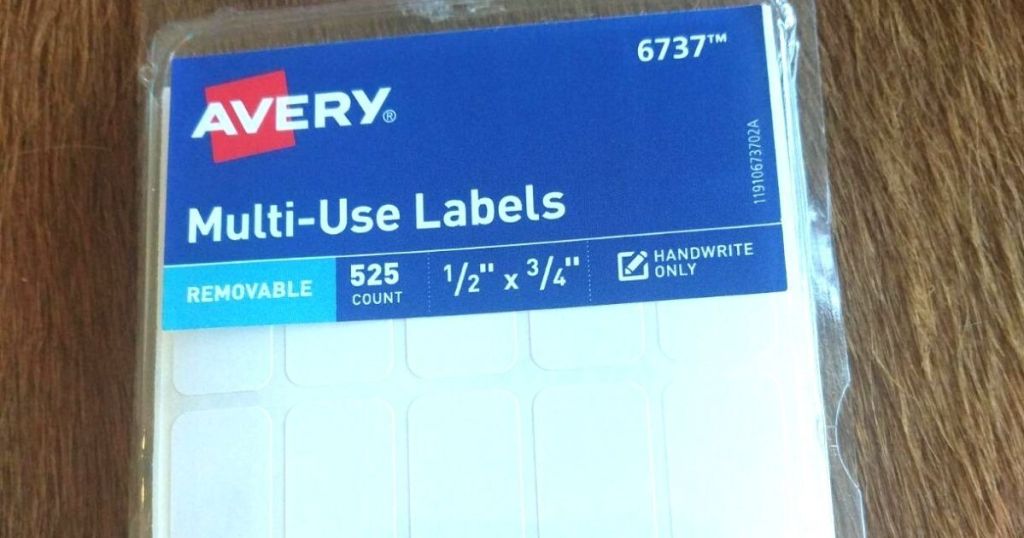 6737™
AVERY®
11910673702A
Multi-Use Labels
REMOVABLE
525
COUNT
1/2" x 3/4"
HANDWRITE
ONLY